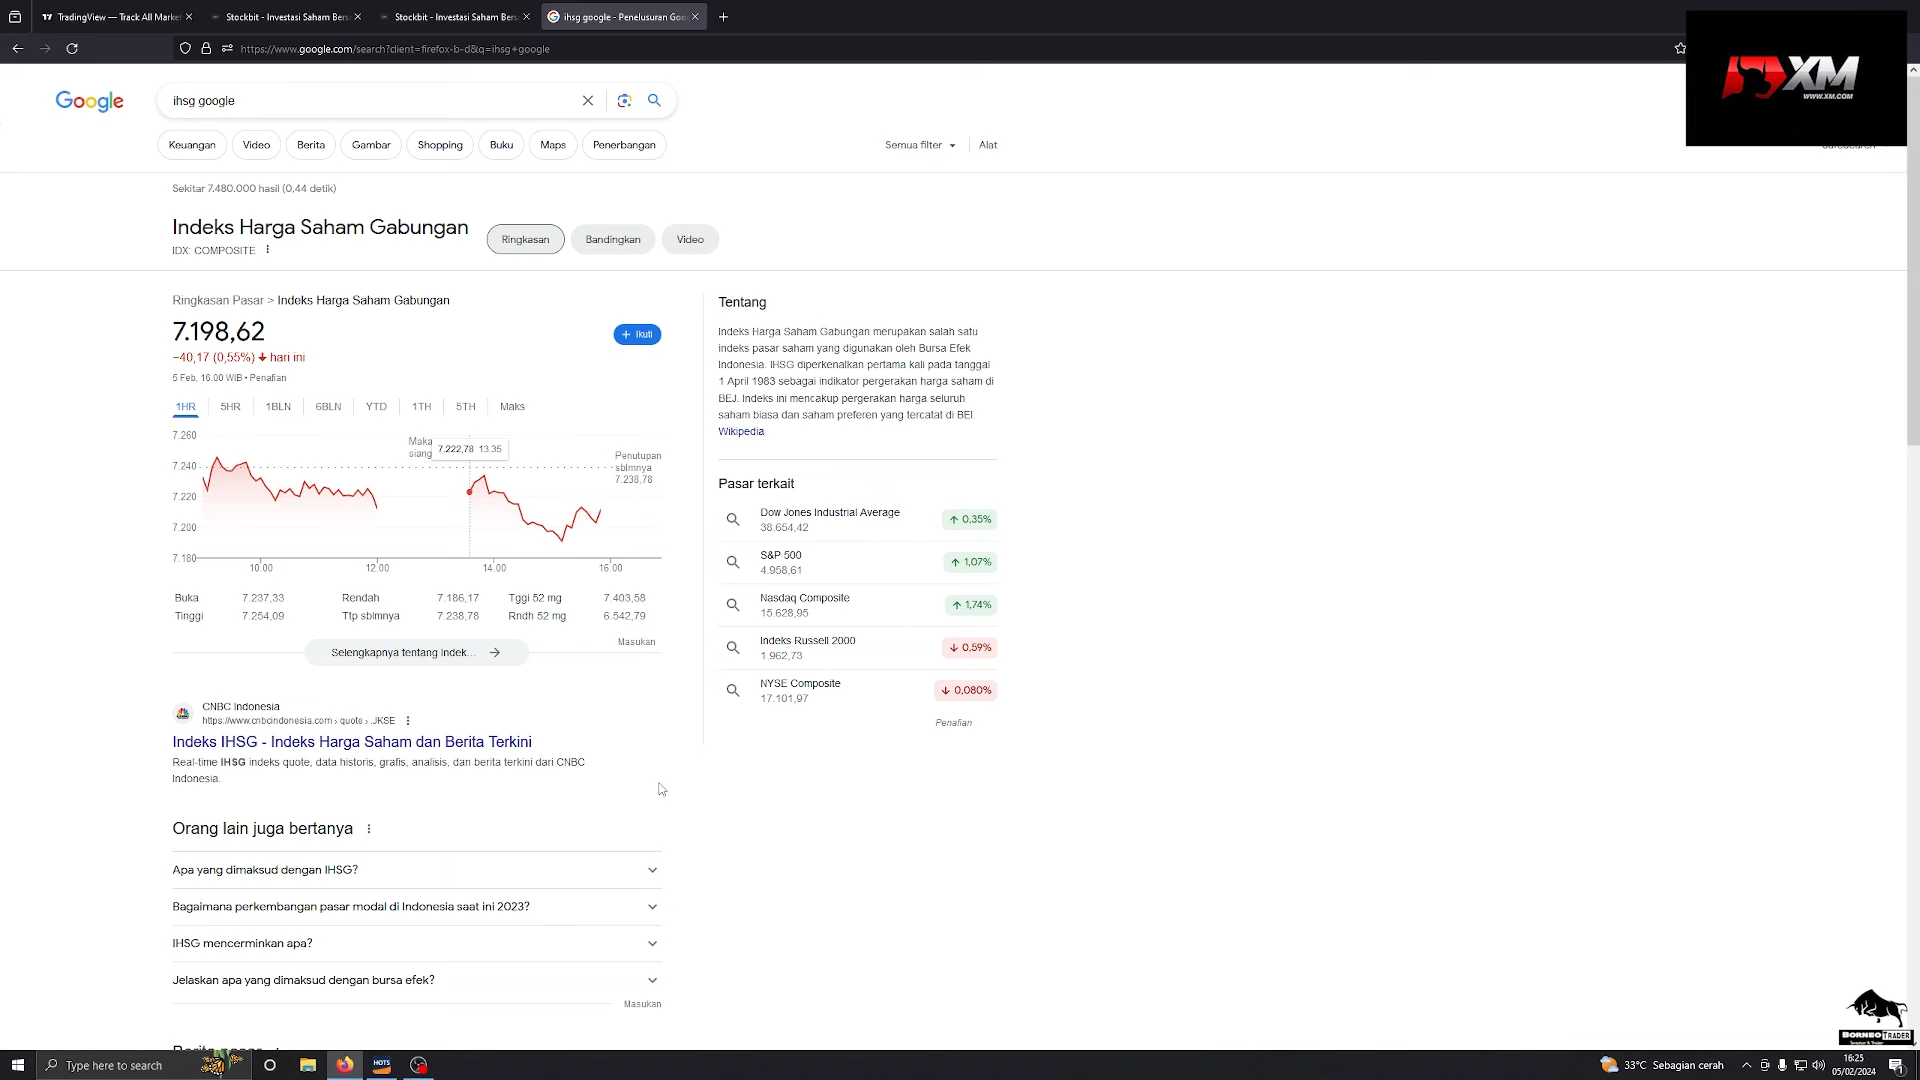 TradingView — Track All Market
Stockbit - Investasi Saham Bers
Stockbit - Investasi Saham Bers
ihsg google - Penelusuran Goo
https://www.google.com/search?client=firefox-b-d&q=ihsg+google
XM
WWW.XM.COM
Google
ihsg google
Keuangan
Video
Berita
Gambar
Shopping
Buku
Maps
Penerbangan
Semua filter
Alat
Sekitar 7.480.000 hasil (0,44 detik)
Indeks Harga Saham Gabungan
IDX: COMPOSITE
Ringkasan
Bandingkan
Video
Ringkasan Pasar > Indeks Harga Saham Gabungan
7.198,62
+ Ikuti
−40,17 (0,55%) ↓ hari ini
5 Feb, 16.00 WIB • Penafian
1HR
5HR
1BLN
6BLN
YTD
1TH
5TH
Maks
7.260
7.240
7.220
7.200
7.180
Maka
siang
7.222,78 13.35
Penutupan
sblmnya
7.238,78
10.00
12.00
14.00
16.00
Buka 7.237,33 Rendah 7.186,17 Tggi 52 mg 7.403,58
Tinggi 7.254,09 Ttp sblmnya 7.238,78 Rndh 52 mg 6.542,79
Masukan
Selengkapnya tentang Indek... →
CNBC Indonesia
https://www.cnbcindonesia.com › quote › .JKSE
Indeks IHSG - Indeks Harga Saham dan Berita Terkini
Real-time IHSG indeks quote, data historis, grafis, analisis, dan berita terkini dari CNBC
Indonesia.
Orang lain juga bertanya
Apa yang dimaksud dengan IHSG?
Bagaimana perkembangan pasar modal di Indonesia saat ini 2023?
IHSG mencerminkan apa?
Jelaskan apa yang dimaksud dengan bursa efek?
Masukan
Tentang
Indeks Harga Saham Gabungan merupakan salah satu
indeks pasar saham yang digunakan oleh Bursa Efek
Indonesia. IHSG diperkenalkan pertama kali pada tanggal
1 April 1983 sebagai indikator pergerakan harga saham di
BEJ. Indeks ini mencakup pergerakan harga seluruh
saham biasa dan saham preferen yang tercatat di BEI.
Wikipedia
Pasar terkait
Dow Jones Industrial Average
38.654,42
↑ 0,35%
S&P 500
4.958,61
↑ 1,07%
Nasdaq Composite
15.628,95
↑ 1,74%
Indeks Russell 2000
1.962,73
↓ 0,59%
NYSE Composite
17.101,97
↓ 0,080%
Penafian
BORNEO TRADER
Investor & Trader
Type here to search
HOTS
33°C Sebagian cerah
16:25
05/02/2024
1